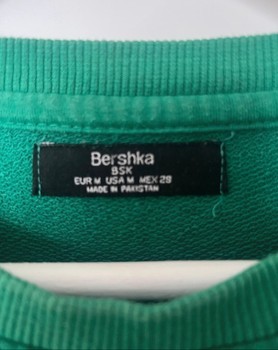 Bershka
BSK
EUR M USA M MEX 28
MADE IN PAKISTAN